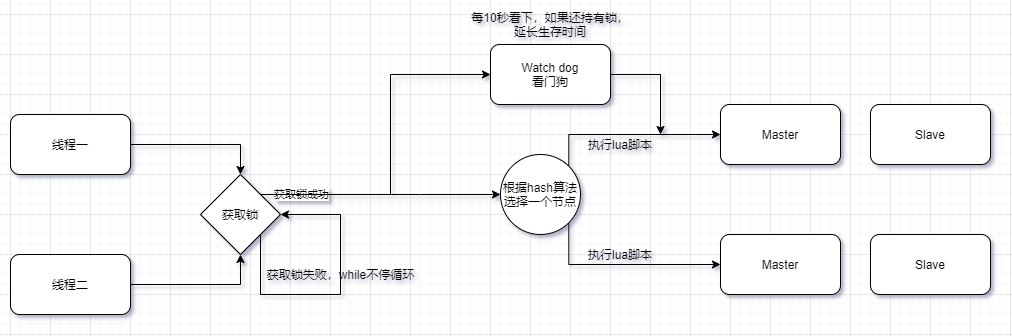 每10秒看下，如果还持有锁，
延长生存时间
Watch dog
看门狗
线程一
执行lua脚本
Master
Slave
获取锁成功
根据hash算法
选择一个节点
获取锁
获取锁失败，while不停循环
线程二
执行lua脚本
Master
Slave